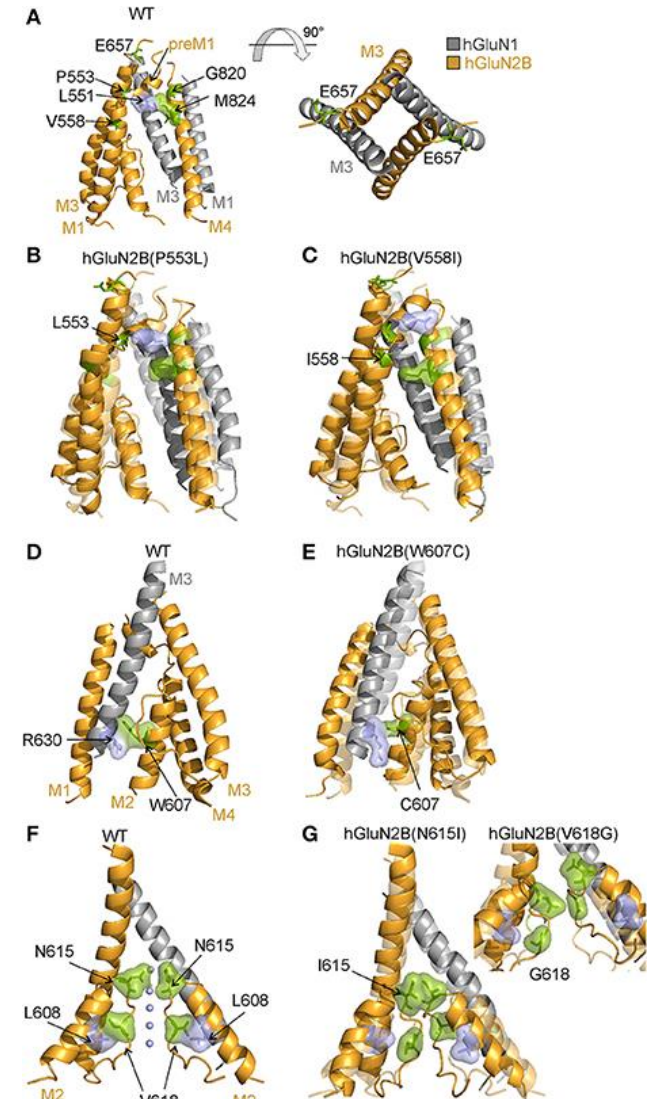 A
WT
90°
hGluN1
hGluN2B
E657
preM1
M3
P553
G820
L551
M824
V558
E657
E657
M3
M3
M1
M3
M1
M4
B
hGluN2B(P553L)
C
hGluN2B(V558I)
L553
I558
D
WT
E
hGluN2B(W607C)
M3
R630
M1
M2
W607
M3
M4
C607
F
WT
G
hGluN2B(N615I)
hGluN2B(V618G)
N615
N615
I615
G618
L608
L608
M2
V618
M2